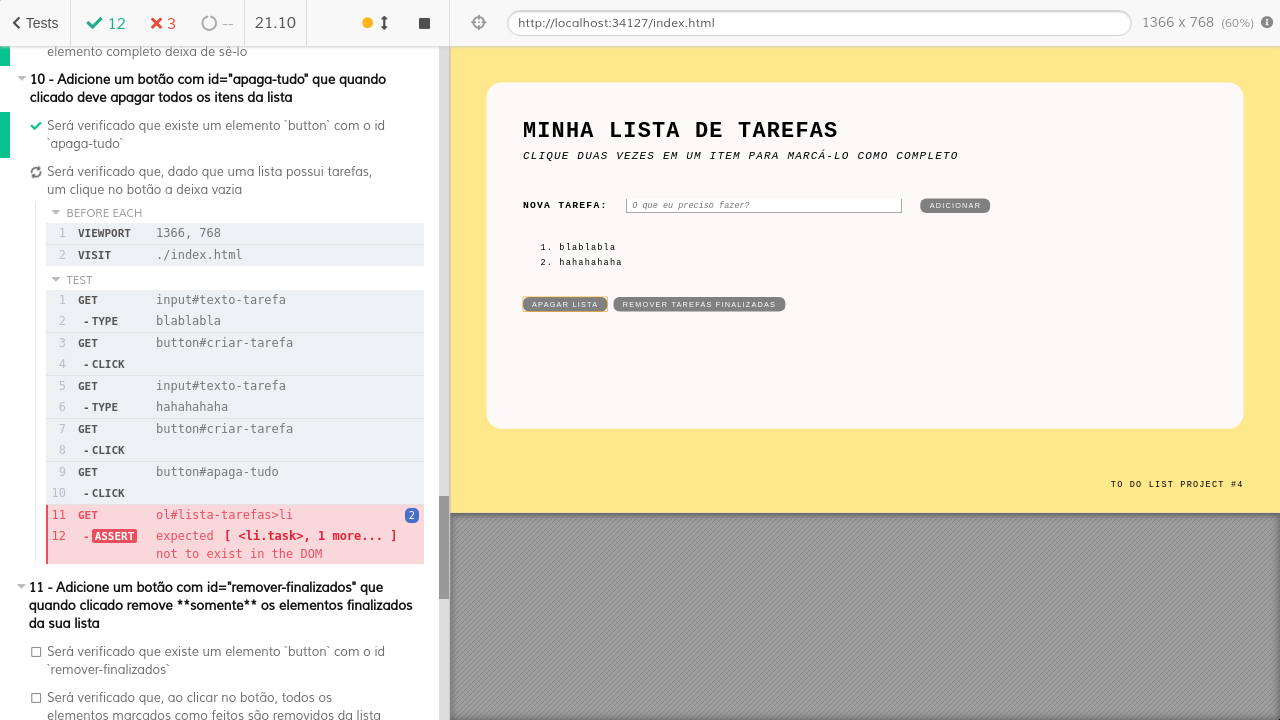 Tests
12
3
--
21.10
http://localhost:34127/index.html
1366 x 768 (60%)
elemento completo deixa de sê-lo
10 - Adicione um botão com id="apaga-tudo" que quando
clicado deve apagar todos os itens da lista
Será verificado que existe um elemento `button` com o id
`apaga-tudo`
Será verificado que, dado que uma lista possui tarefas,
um clique no botão a deixa vazia
BEFORE EACH
1 VIEWPORT 1366, 768
2 VISIT ./index.html
TEST
1 GET input#texto-tarefa
2 - TYPE blablabla
3 GET button#criar-tarefa
4 - CLICK
5 GET input#texto-tarefa
6 - TYPE hahahahaha
7 GET button#criar-tarefa
8 - CLICK
9 GET button#apaga-tudo
10 - CLICK
11 GET ol#lista-tarefas>li 2
12 - ASSERT expected [ <li.task>, 1 more... ]
not to exist in the DOM
11 - Adicione um botão com id="remover-finalizados" que
quando clicado remove **somente** os elementos finalizados
da sua lista
Será verificado que existe um elemento `button` com o id
`remover-finalizados`
Será verificado que, ao clicar no botão, todos os
elementos marcados como feitos são removidos da lista
MINHA LISTA DE TAREFAS
CLIQUE DUAS VEZES EM UM ITEM PARA MARCÁ-LO COMO COMPLETO
NOVA TAREFA: O que eu preciso fazer? ADICIONAR
1. blablabla
2. hahahahaha
APAGAR LISTA REMOVER TAREFAS FINALIZADAS
TO DO LIST PROJECT #4